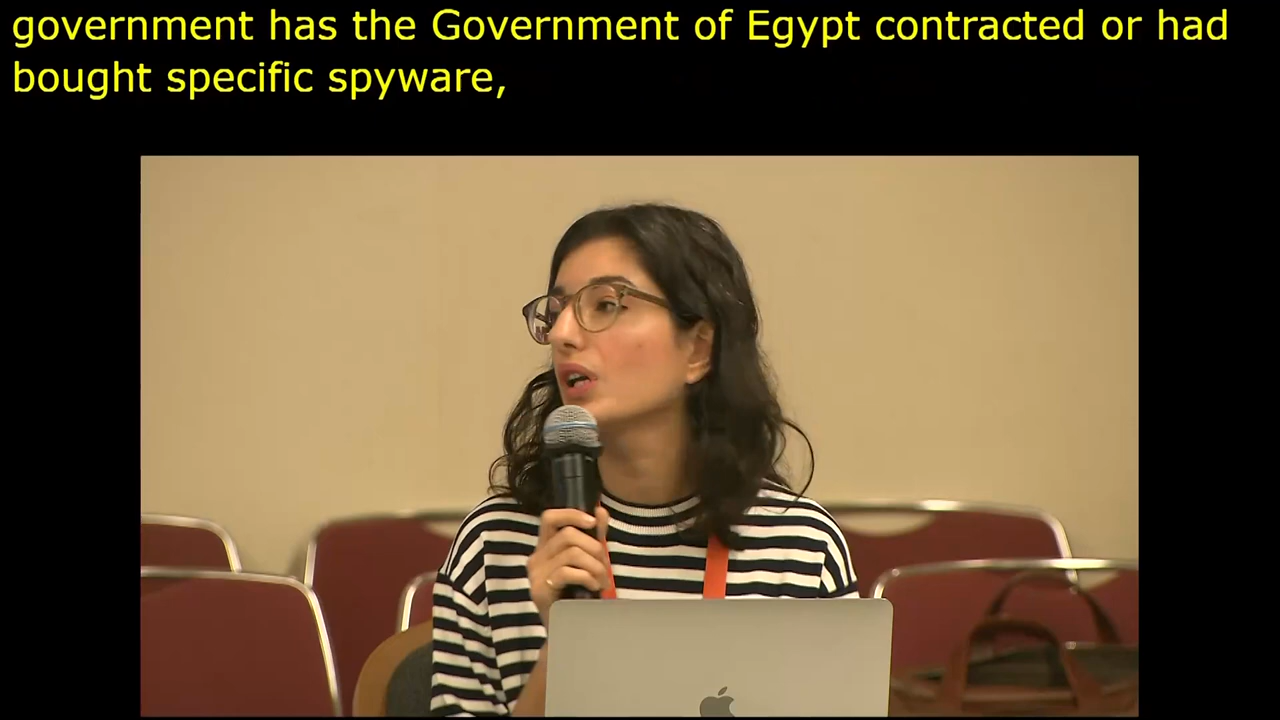 government has the Government of Egypt contracted or had
bought specific spyware,